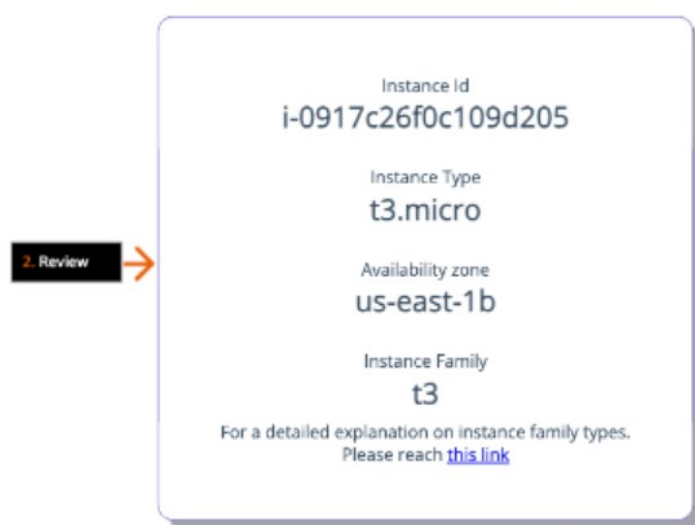 2. Review
Instance Id
i-0917c26f0c109d205
Instance Type
t3.micro
Availability zone
us-east-1b
Instance Family
t3
For a detailed explanation on instance family types.
Please reach this link